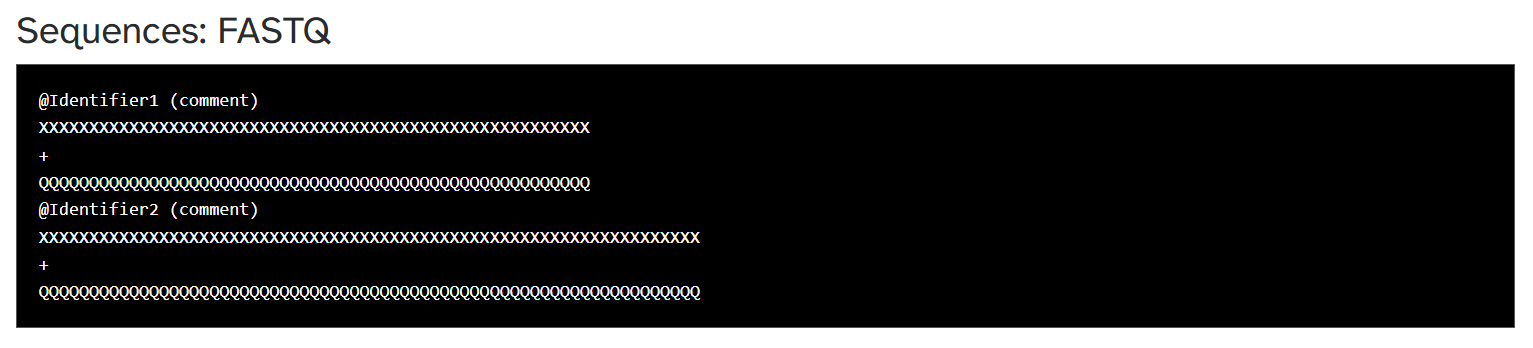 Sequences: FASTQ
@Identifier1 (comment)
XXXXXXXXXXXXXXXXXXXXXXXXXXXXXXXXXXXXXXXXXXXXXXXXXXXXXXX
+
QQQQQQQQQQQQQQQQQQQQQQQQQQQQQQQQQQQQQQQQQQQQQQQQQQQQQQQ
@Identifier2 (comment)
XXXXXXXXXXXXXXXXXXXXXXXXXXXXXXXXXXXXXXXXXXXXXXXXXXXXXXXXXXXXXXXXXX
+
QQQQQQQQQQQQQQQQQQQQQQQQQQQQQQQQQQQQQQQQQQQQQQQQQQQQQQQQQQQQQQQQQQ